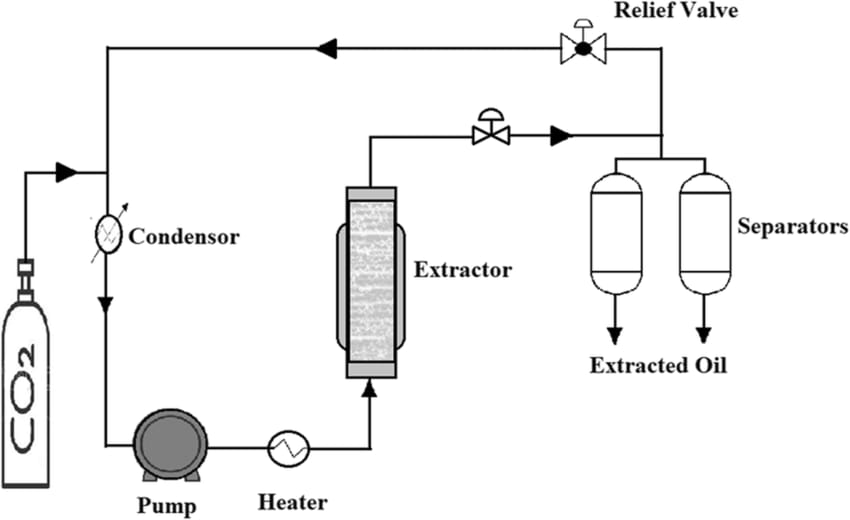 Relief Valve
Condensor
Extractor
Separators
Extracted Oil
CO2
Pump
Heater